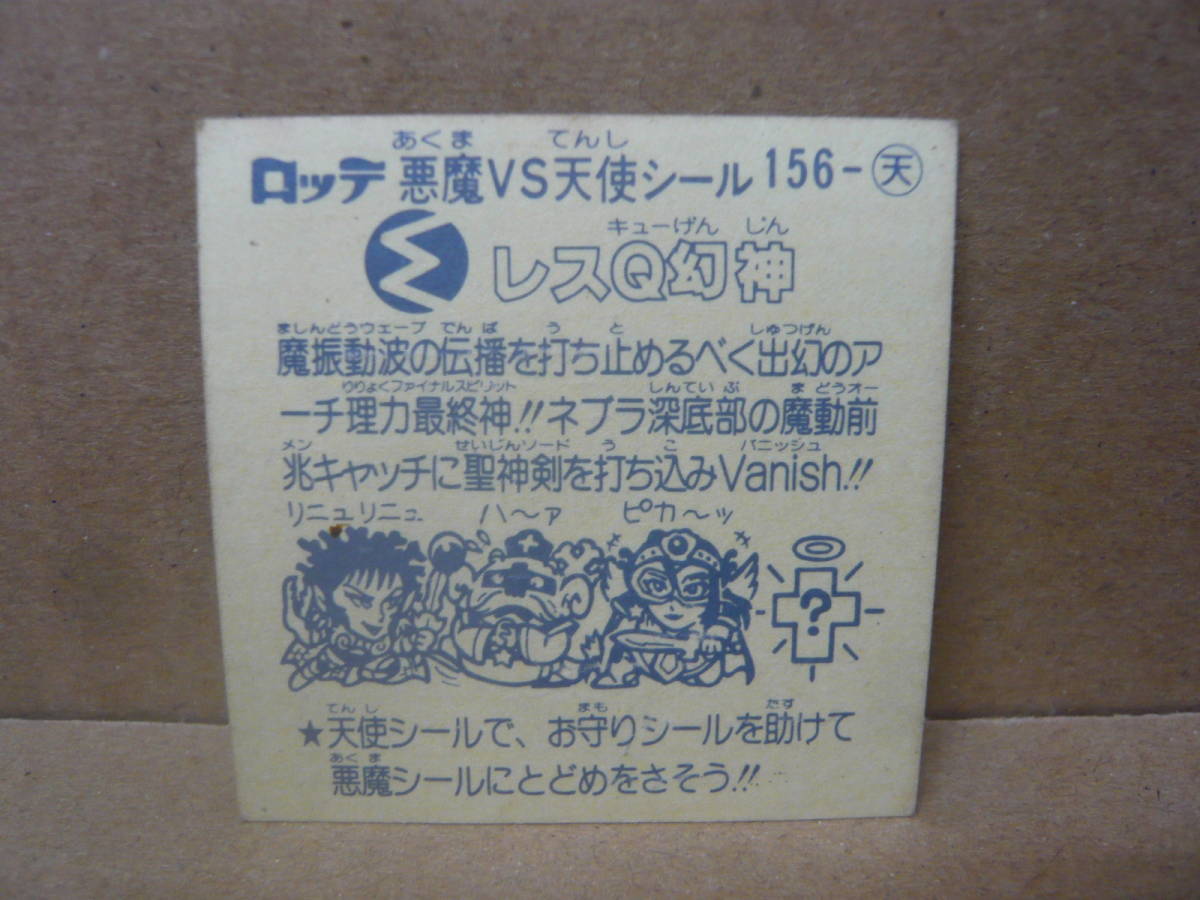 あくま てんし
ロッテ 悪魔VS天使シール 156-天
キューげん じん
レスQ幻神
ましんどうウェーブ でんぱ う と しゅつげん
魔振動波の伝播を打ち止めるべく出幻のア
りりょくファイナルスピリット しんていぶ まどうオー
ーチ理力最終神!!ネブラ深底部の魔動前
メン せいじんソード う こ バニッシュ
兆キャッチに聖神剣を打ち込みVanish!!
リニュリニュ ハ〜ァ ピカ〜ッ
?
てんし まも たす
★天使シールで、お守りシールを助けて
あくま
悪魔シールにとどめをさそう!!